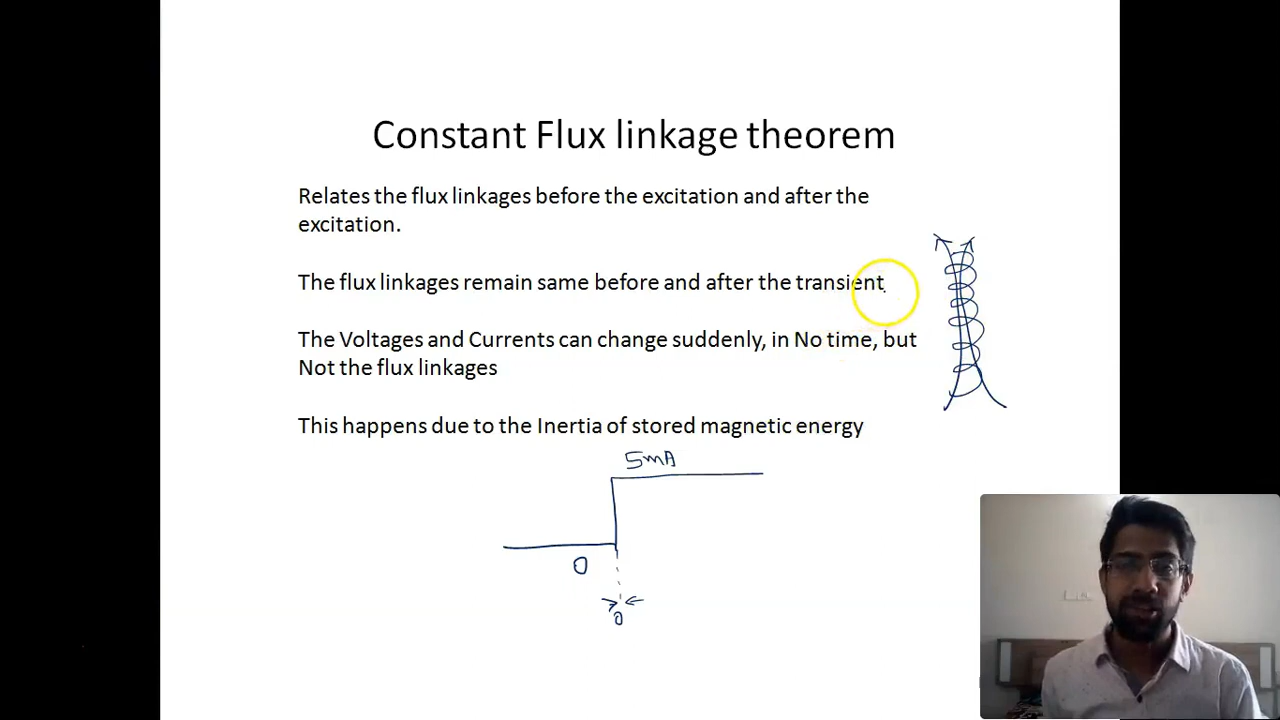 Constant Flux linkage theorem
Relates the flux linkages before the excitation and after the
excitation.
The flux linkages remain same before and after the transient
The Voltages and Currents can change suddenly, in No time, but
Not the flux linkages
This happens due to the Inertia of stored magnetic energy
5mA
0
0